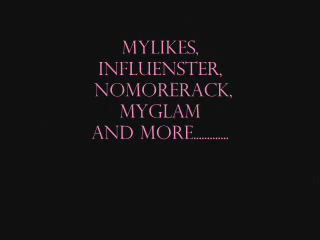 MYLIKES,
INFLUENSTER,
NOMORERACK,
MYGLAM
AND MORE.............